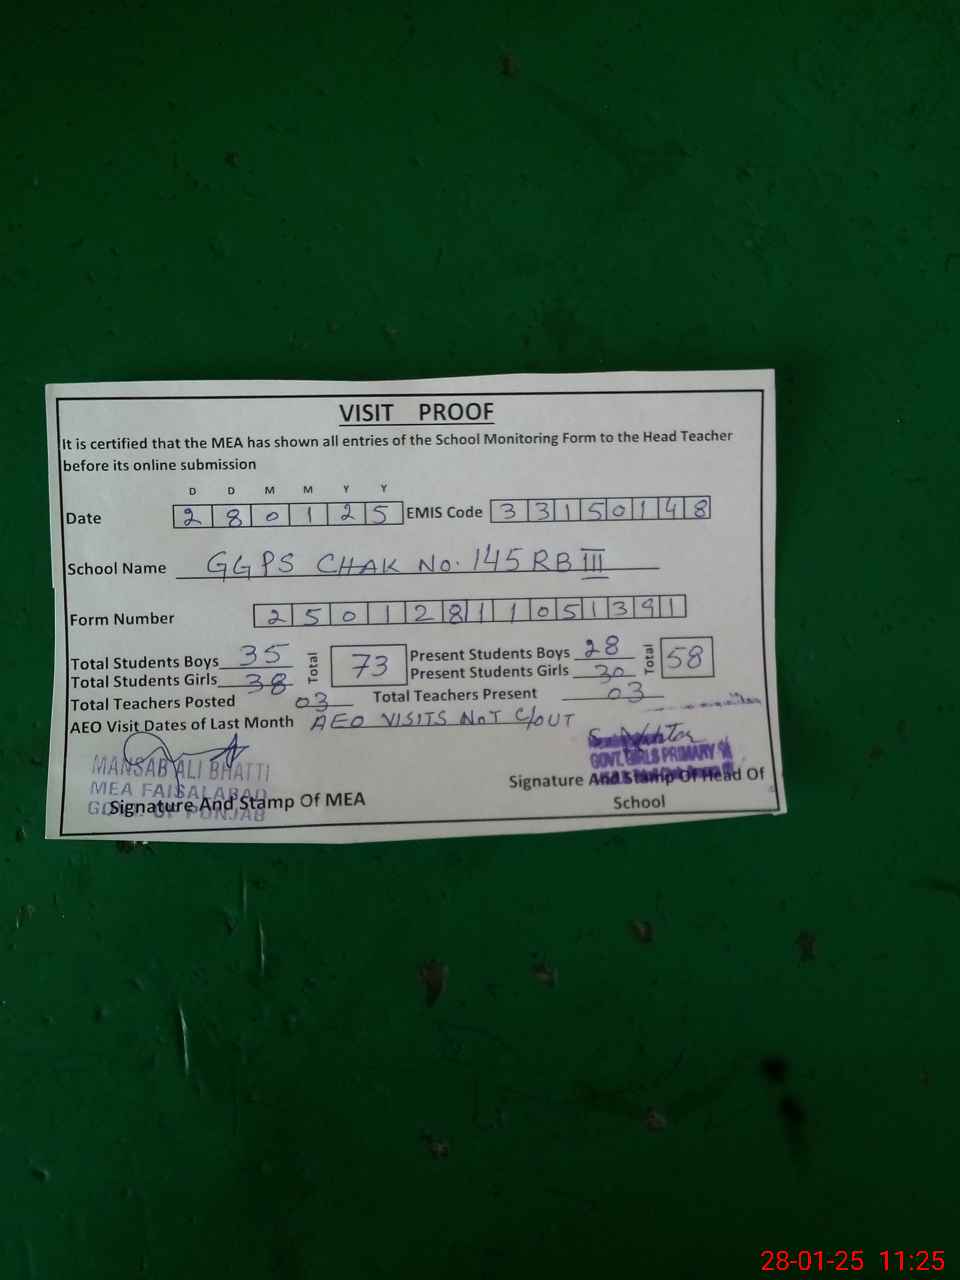 VISIT PROOF
It is certified that the MEA has shown all entries of the School Monitoring Form to the Head Teacher
before its online submission
D D M M Y Y
Date 2 8 0 1 2 5 EMIS Code 3 3 1 5 0 1 4 8
School Name GGPS CHAK No. 145 RB III
Form Number 2 5 0 1 2 8 1 1 0 5 1 3 9 1
Total Students Boys 35 Total 73 Present Students Boys 28 Total 58
Total Students Girls 38 Present Students Girls 30
Total Teachers Posted 03 Total Teachers Present 03
AEO Visit Dates of Last Month AEO VISITS NOT C/OUT
MANSAB ALI BHATTI
MEA FAISALABAD
GOVT. OF PUNJAB
Signature And Stamp Of MEA
GOVT. GIRLS PRIMARY
Signature And Stamp Of Head Of
School
28-01-25 11:25